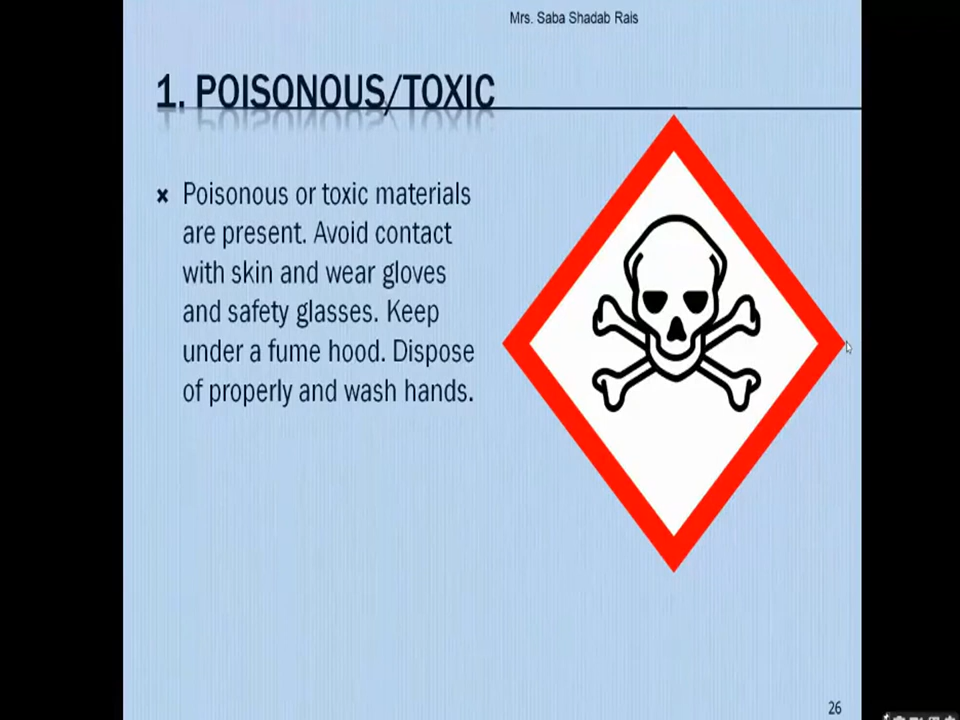 Mrs. Saba Shadab Rais
1. POISONOUS/TOXIC
Poisonous or toxic materials
are present. Avoid contact
with skin and wear gloves
and safety glasses. Keep
under a fume hood. Dispose
of properly and wash hands.
26